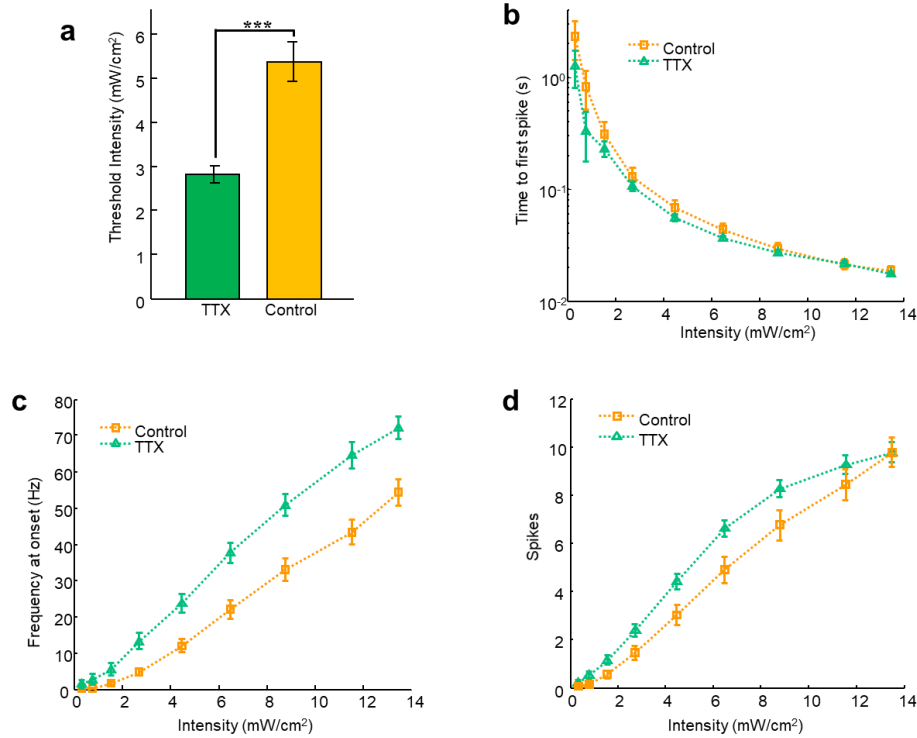 a
***
Threshold Intensity (mW/cm²)
6
5
4
3
2
1
0
TTX
Control
b
Control
TTX
Time to first spike (s)
10⁰
10⁻¹
10⁻²
0 2 4 6 8 10 12 14
Intensity (mW/cm²)
c
Control
TTX
Frequency at onset (Hz)
80
70
60
50
40
30
20
10
0
0 2 4 6 8 10 12 14
Intensity (mW/cm²)
d
Control
TTX
Spikes
12
10
8
6
4
2
0
0 2 4 6 8 10 12 14
Intensity (mW/cm²)